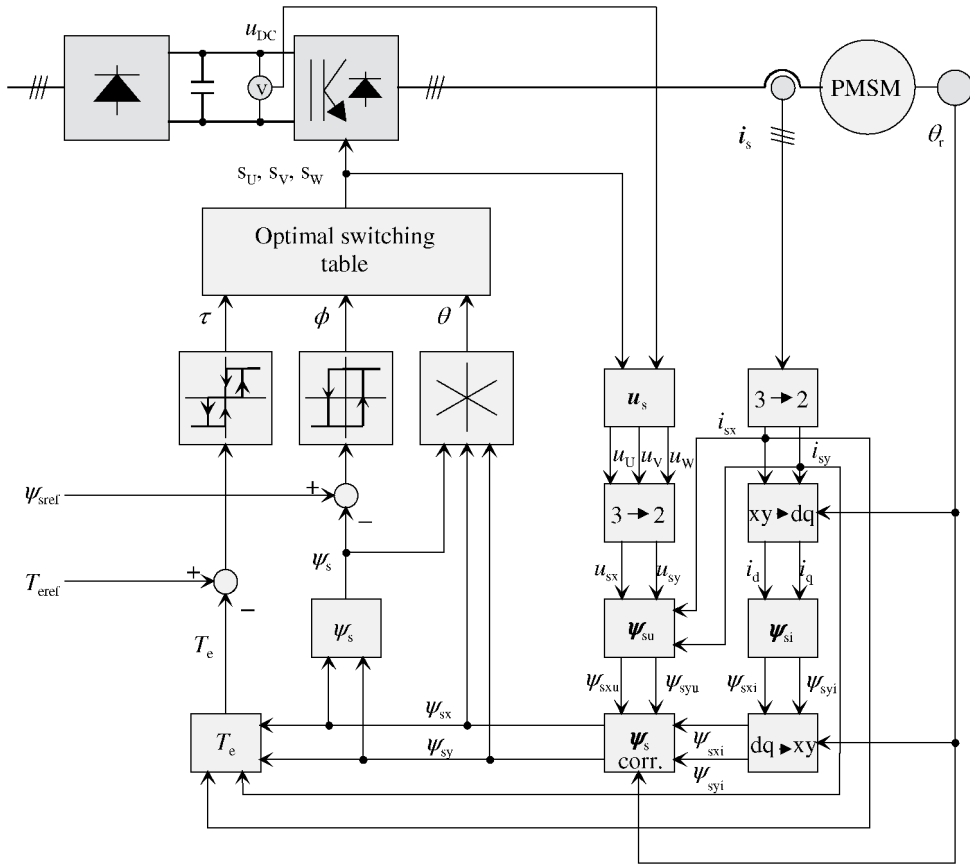 u_DC
V
PMSM
i_s
θ_r
s_U, s_V, s_W
Optimal switching
table
τ
ϕ
θ
u_s
3→2
i_sx
i_sy
u_U
u_V
u_W
ψ_sref
+
−
3→2
xy→dq
ψ_s
u_sx
u_sy
i_d
i_q
T_eref
+
−
ψ_s
ψ_su
ψ_si
T_e
ψ_sxu
ψ_syu
ψ_sxi
ψ_syi
ψ_sx
T_e
ψ_sy
ψ_s
corr.
ψ_sxi
ψ_syi
dq→xy